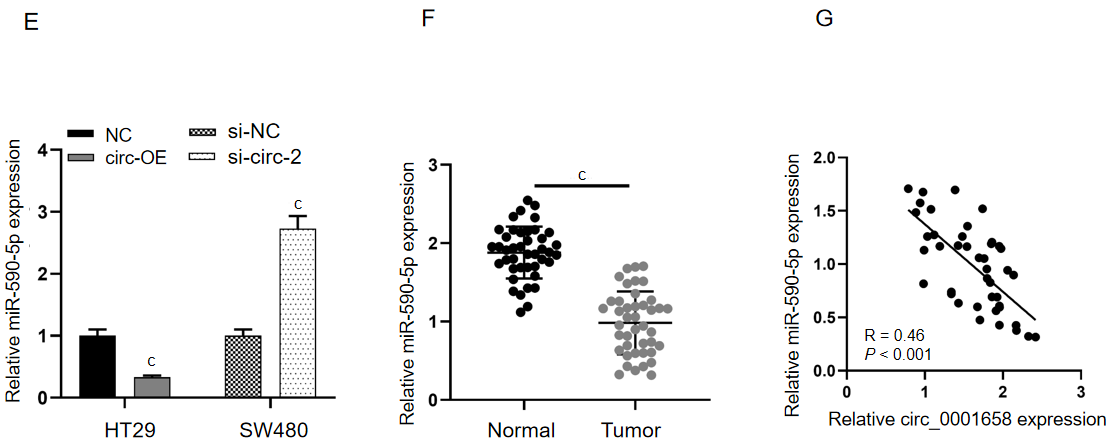 E
NC
circ-OE
si-NC
si-circ-2
Relative miR-590-5p expression
4
3
2
1
0
c
c
HT29
SW480
F
Relative miR-590-5p expression
3
2
1
0
c
Normal
Tumor
G
Relative miR-590-5p expression
2.0
1.5
1.0
0.5
0.0
R = 0.46
P < 0.001
0
1
2
3
Relative circ_0001658 expression